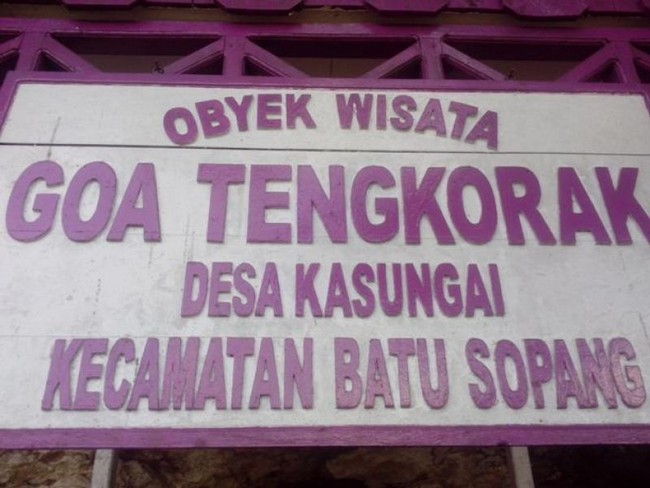 OBYEK WISATA
GOA TENGKORAK
DESA KASUNGAI
KECAMATAN BATU SOPANG